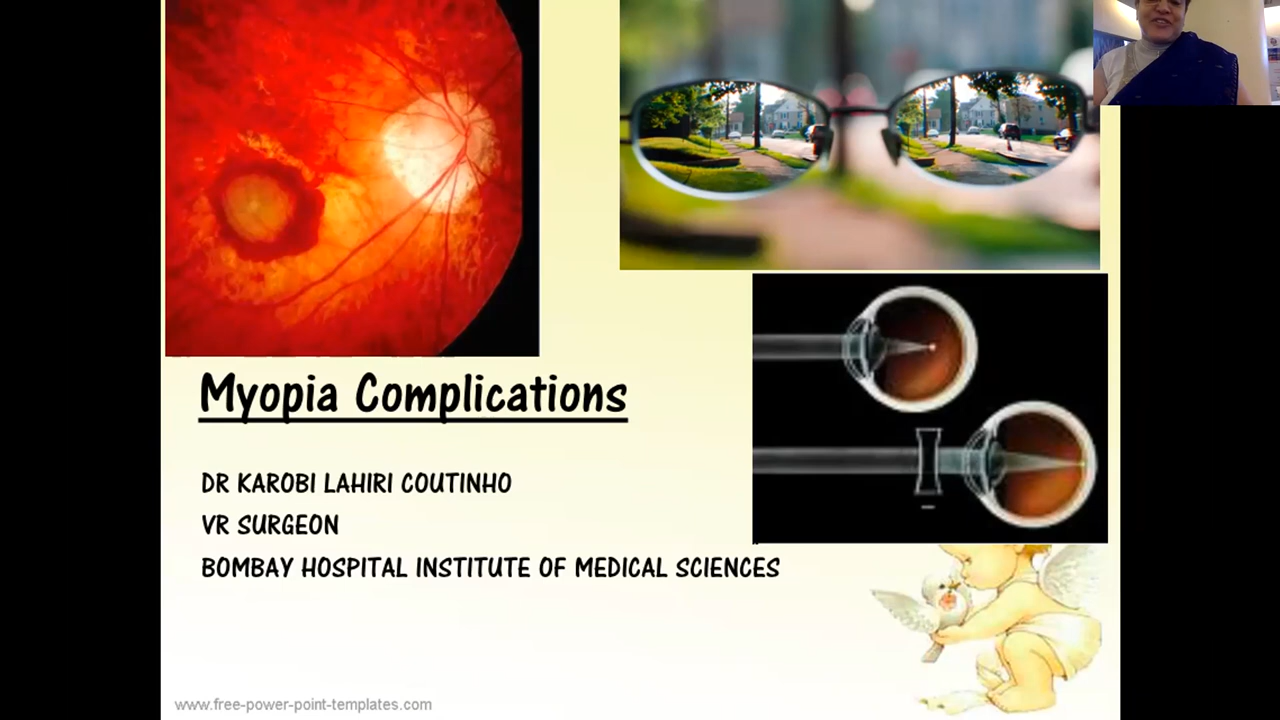 Myopia Complications
DR KAROBI LAHIRI COUTINHO
VR SURGEON
BOMBAY HOSPITAL INSTITUTE OF MEDICAL SCIENCES
www.free-power-point-templates.com